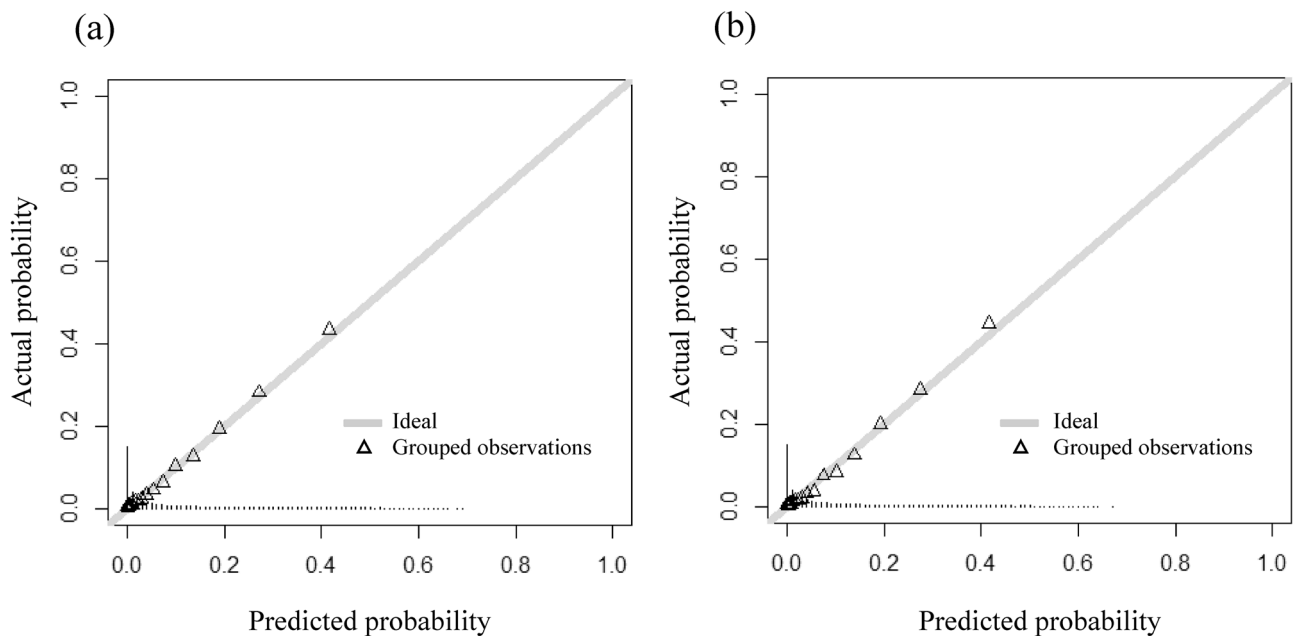 (a)
1.0
0.8
0.6
0.4
0.2
0.0
Actual probability
Ideal
Grouped observations
0.0 0.2 0.4 0.6 0.8 1.0
Predicted probability
(b)
1.0
0.8
0.6
0.4
0.2
0.0
Actual probability
Ideal
Grouped observations
0.0 0.2 0.4 0.6 0.8 1.0
Predicted probability